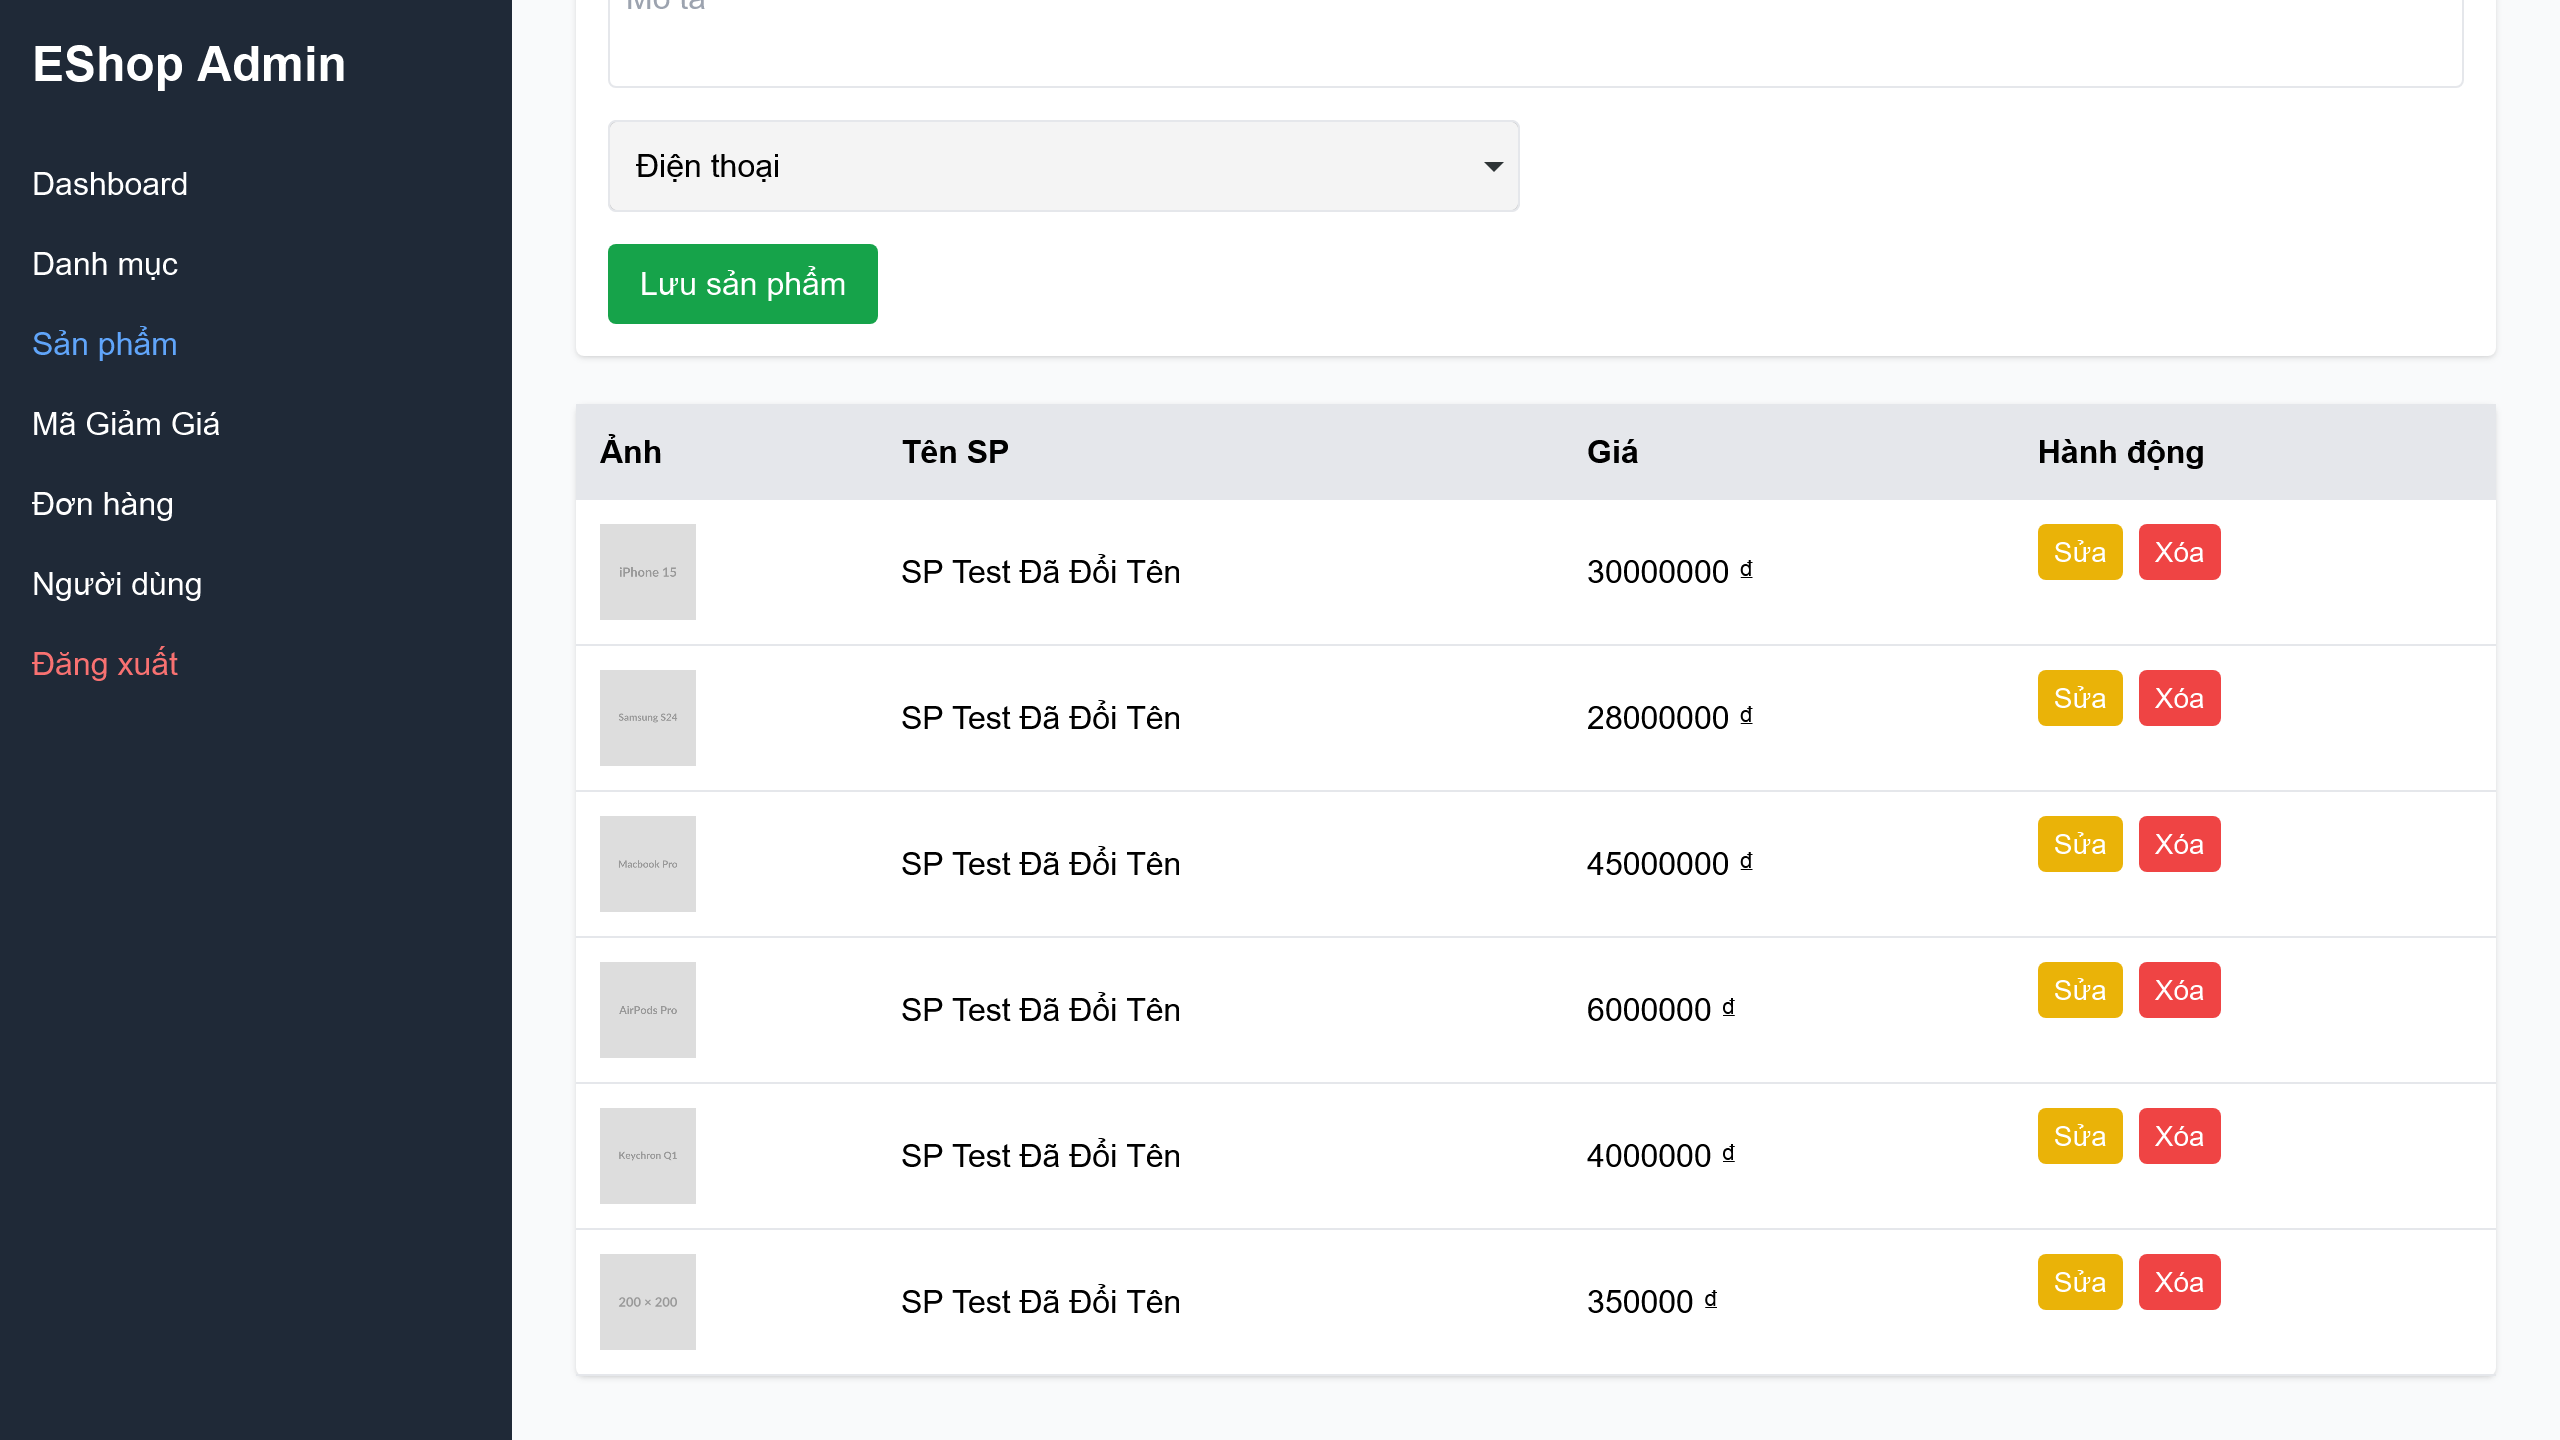 EShop Admin
Dashboard
Danh mục
Sản phẩm
Mã Giảm Giá
Đơn hàng
Người dùng
Đăng xuất
Mô tả
Điện thoại
Lưu sản phẩm
Ảnh Tên SP Giá Hành động
iPhone 15 SP Test Đã Đổi Tên 30000000 ₫ Sửa Xóa
Samsung S24 SP Test Đã Đổi Tên 28000000 ₫ Sửa Xóa
Macbook Pro SP Test Đã Đổi Tên 45000000 ₫ Sửa Xóa
AirPods Pro SP Test Đã Đổi Tên 6000000 ₫ Sửa Xóa
Keychron Q1 SP Test Đã Đổi Tên 4000000 ₫ Sửa Xóa
200 × 200 SP Test Đã Đổi Tên 350000 ₫ Sửa Xóa